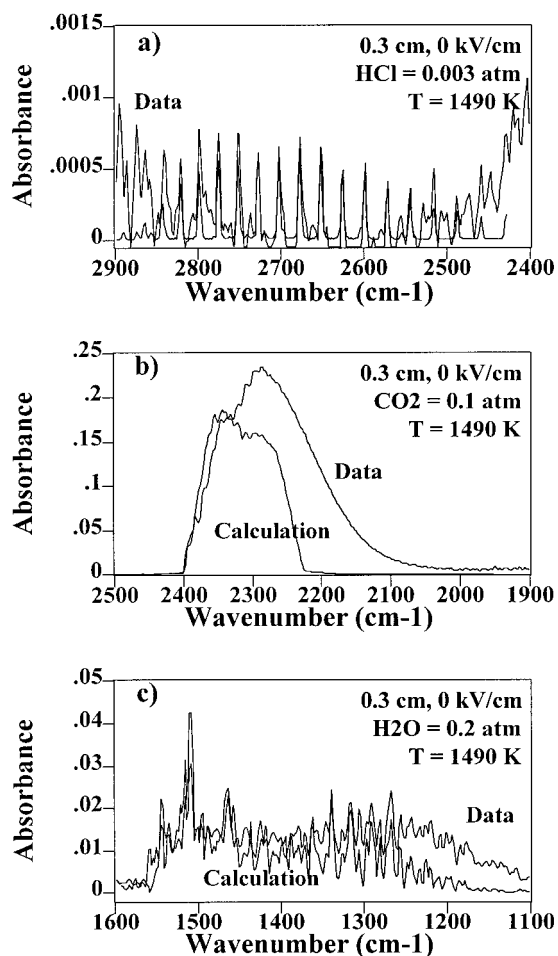 .0015
a)
0.3 cm, 0 kV/cm
HCl = 0.003 atm
T = 1490 K
Data
.001
.0005
0
Absorbance
2900 2800 2700 2600 2500 2400
Wavenumber (cm-1)
.25
b)
0.3 cm, 0 kV/cm
CO2 = 0.1 atm
T = 1490 K
.2
.15
Data
.1
Calculation
.05
0
Absorbance
2500 2400 2300 2200 2100 2000 1900
Wavenumber (cm-1)
.05
c)
0.3 cm, 0 kV/cm
H2O = 0.2 atm
T = 1490 K
.04
.03
.02
Data
.01
Calculation
0
Absorbance
1600 1500 1400 1300 1200 1100
Wavenumber (cm-1)